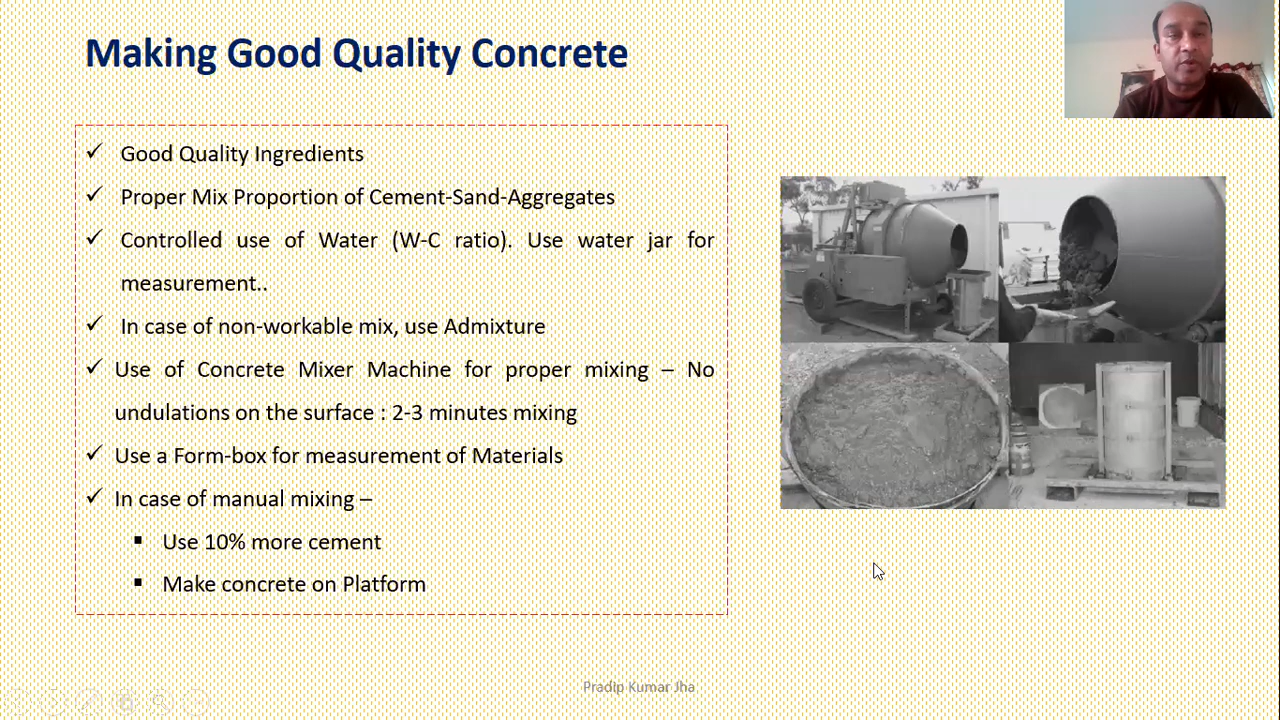 Making Good Quality Concrete
✓ Good Quality Ingredients
✓ Proper Mix Proportion of Cement-Sand-Aggregates
✓ Controlled use of Water (W-C ratio). Use water jar for
measurement..
✓ In case of non-workable mix, use Admixture
✓ Use of Concrete Mixer Machine for proper mixing – No
undulations on the surface : 2-3 minutes mixing
✓ Use a Form-box for measurement of Materials
✓ In case of manual mixing –
▪ Use 10% more cement
▪ Make concrete on Platform
Pradip Kumar Jha